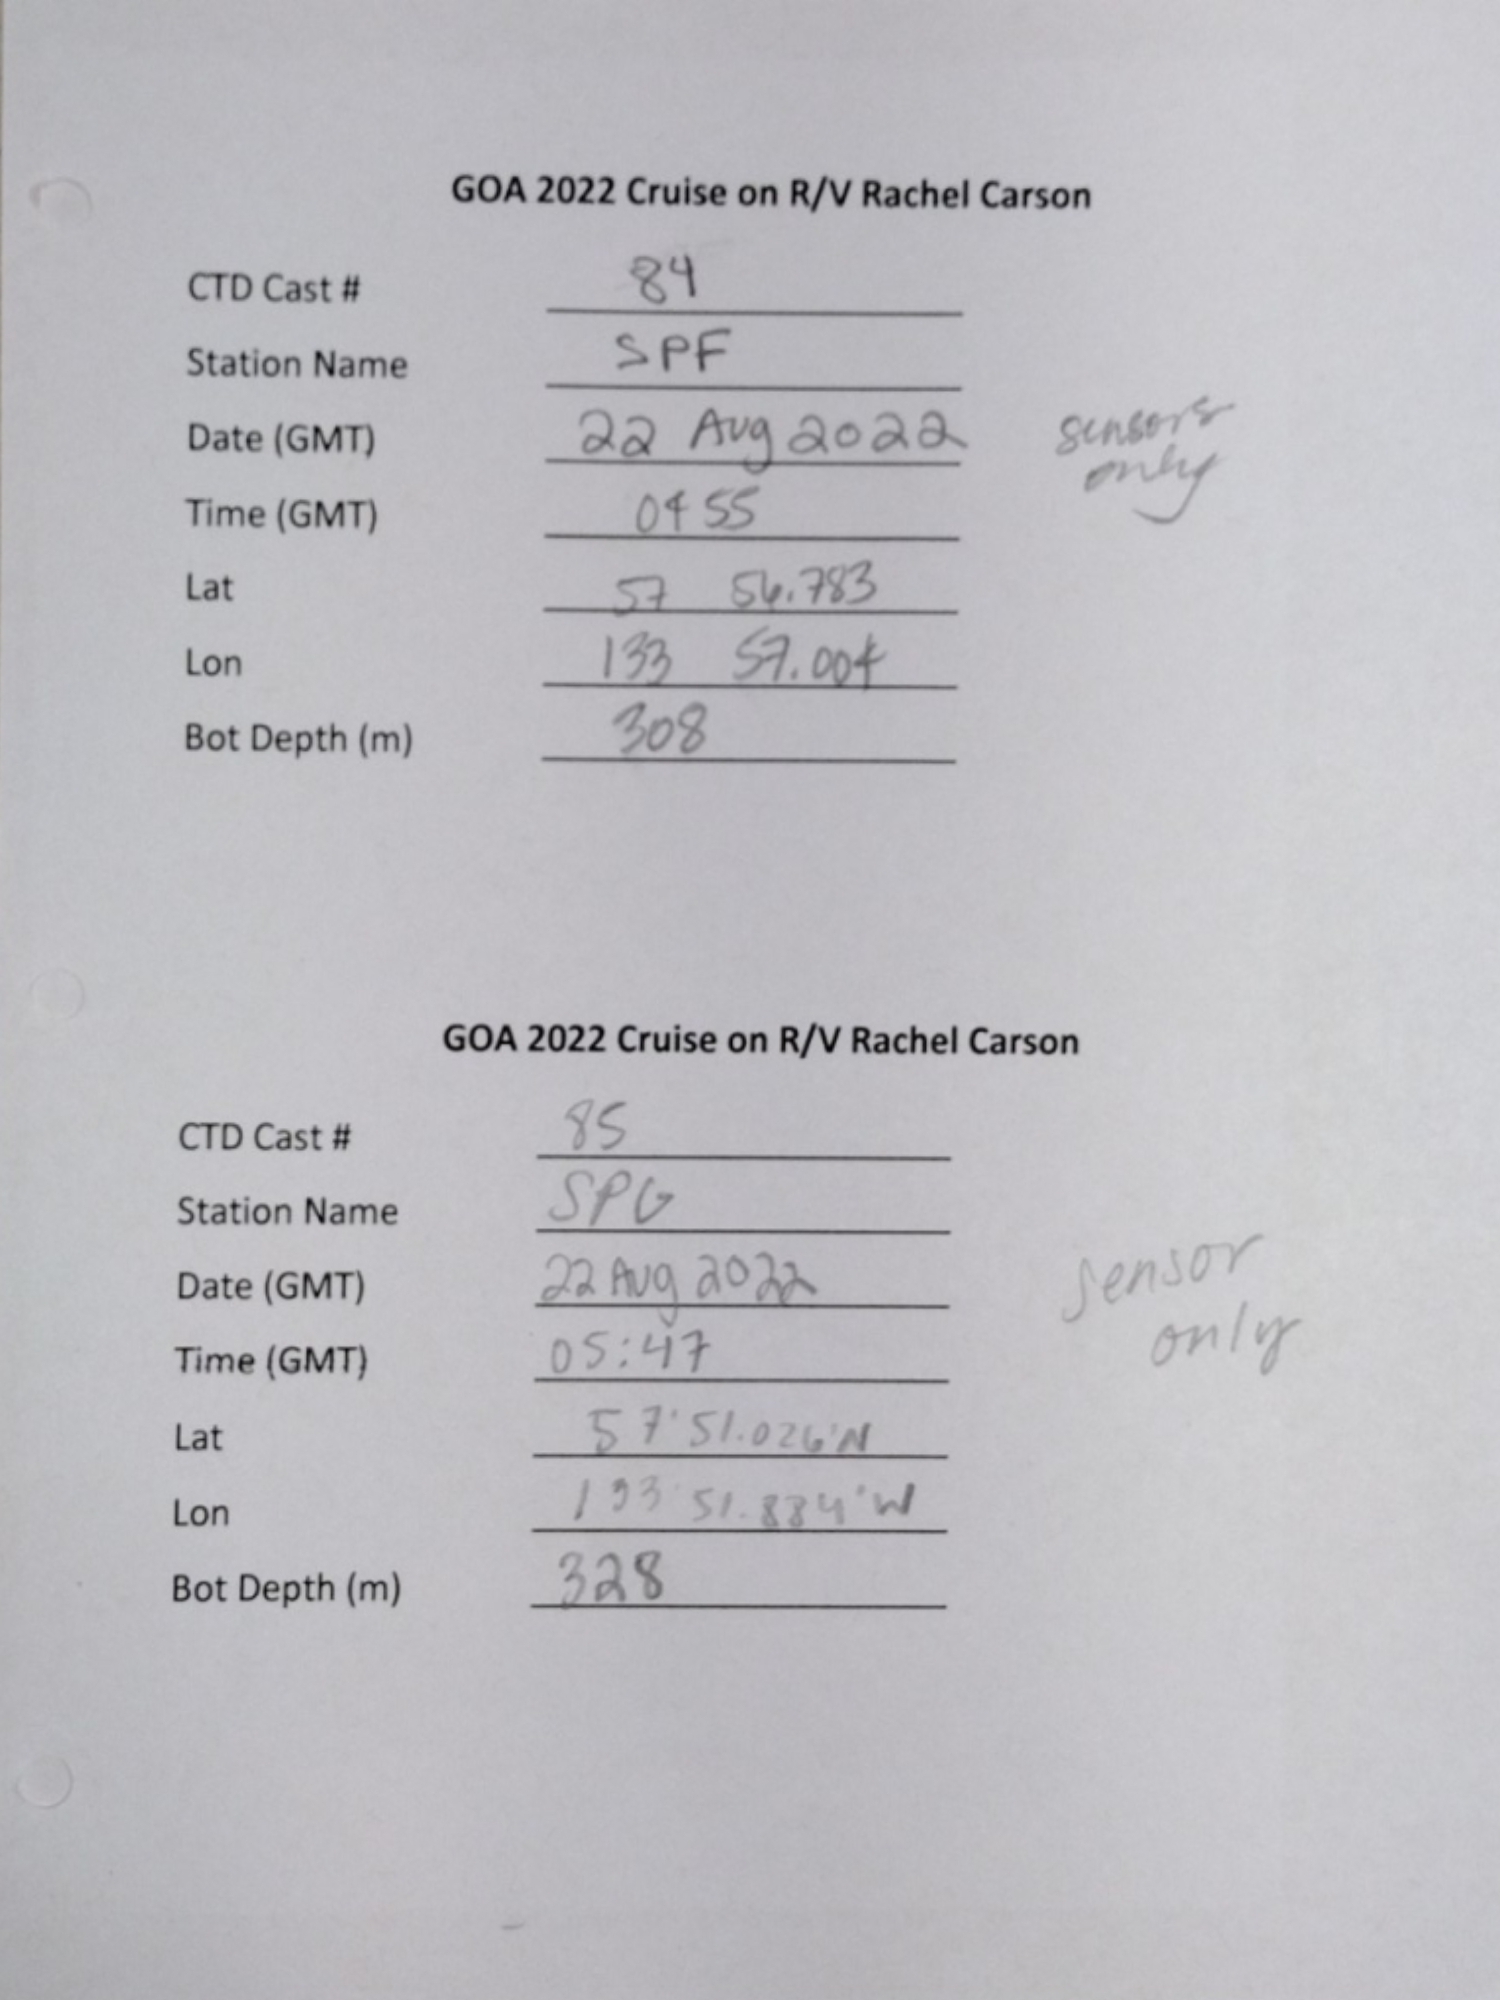 GOA 2022 Cruise on R/V Rachel Carson
CTD Cast # 84
Station Name SPF
Date (GMT) 22 Aug 2022 sensors
only
Time (GMT) 0455
Lat 57 56.783
Lon 133 57.004
Bot Depth (m) 308
GOA 2022 Cruise on R/V Rachel Carson
CTD Cast # 85
Station Name SPG
Date (GMT) 22 Aug 2022 sensor
only
Time (GMT) 05:47
Lat 57°51.026'N
Lon 133°51.884'W
Bot Depth (m) 328